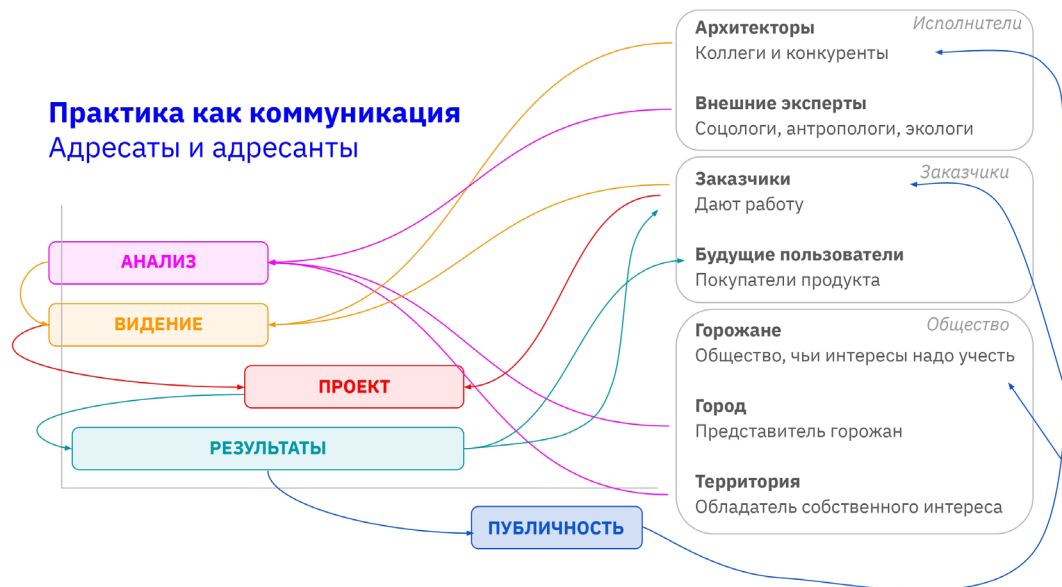 Практика как коммуникация
Адресаты и адресанты
АНАЛИЗ
ВИДЕНИЕ
ПРОЕКТ
РЕЗУЛЬТАТЫ
ПУБЛИЧНОСТЬ
Исполнители
Архитекторы
Коллеги и конкуренты
Внешние эксперты
Соцологи, антропологи, экологи
Заказчики
Заказчики
Дают работу
Будущие пользователи
Покупатели продукта
Общество
Горожане
Общество, чьи интересы надо учесть
Город
Представитель горожан
Территория
Обладатель собственного интереса